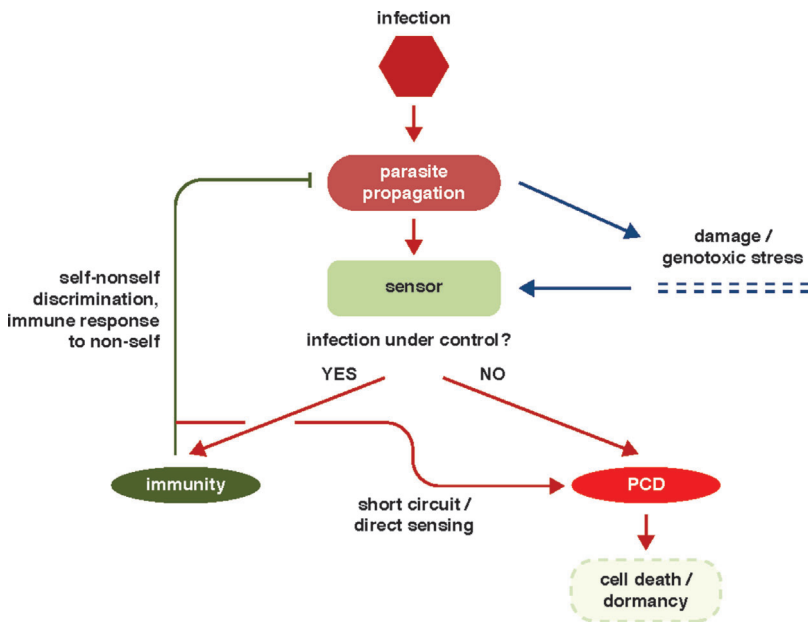 infection
parasite
propagation
damage /
genotoxic stress
self-nonself
discrimination,
immune response
to non-self
sensor
infection under control?
YES
NO
immunity
short circuit /
direct sensing
PCD
cell death /
dormancy